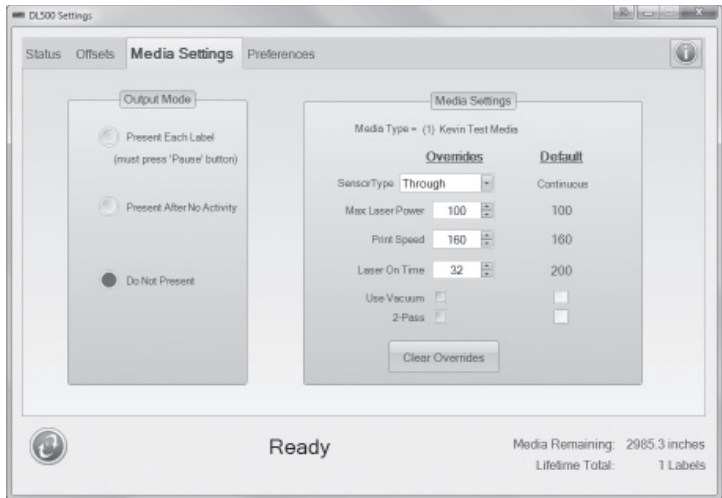 DL500 Settings
Status Offsets Media Settings Preferences
Output Mode
Present Each Label
(must press 'Pause' button)
Present After No Activity
Do Not Present
Media Settings
Media Type = (1) Kevin Test Media
Overrides Default
SensorType Through Continuous
Max Laser Power 100 100
Print Speed 160 160
Laser On Time 32 200
Use Vacuum
2-Pass
Clear Overrides
Ready
Media Remaining: 2985.3 inches
Lifetime Total: 1 Labels